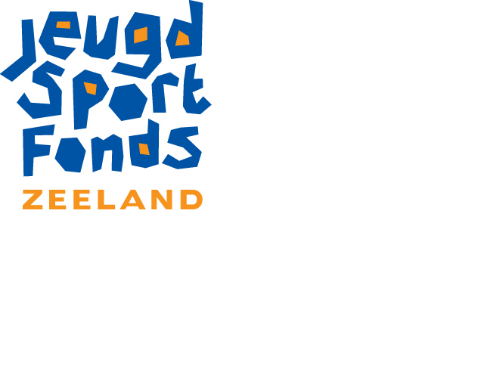 jeugd
Sport
Fonds
ZEELAND